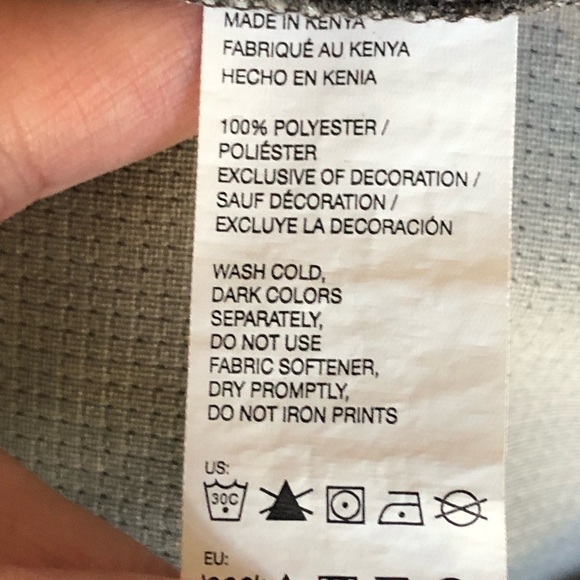 MADE IN KENYA
FABRIQUÉ AU KENYA
HECHO EN KENIA
100% POLYESTER /
POLIÉSTER
EXCLUSIVE OF DECORATION /
SAUF DÉCORATION /
EXCLUYE LA DECORACIÓN
WASH COLD,
DARK COLORS
SEPARATELY,
DO NOT USE
FABRIC SOFTENER,
DRY PROMPTLY,
DO NOT IRON PRINTS
US:
30C
EU: